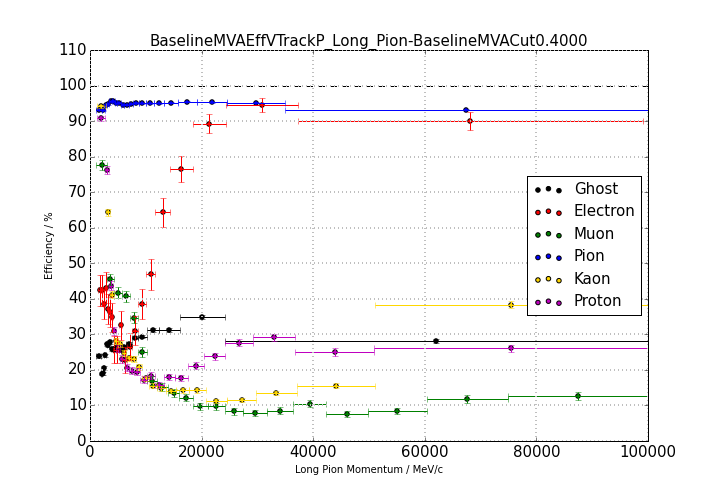 BaselineMVAEffVTrackP_Long_Pion-BaselineMVACut0.4000
110
100
90
80
70
60
50
40
30
20
10
0
Efficiency / %
Ghost
Electron
Muon
Pion
Kaon
Proton
0 20000 40000 60000 80000 100000
Long Pion Momentum / MeV/c